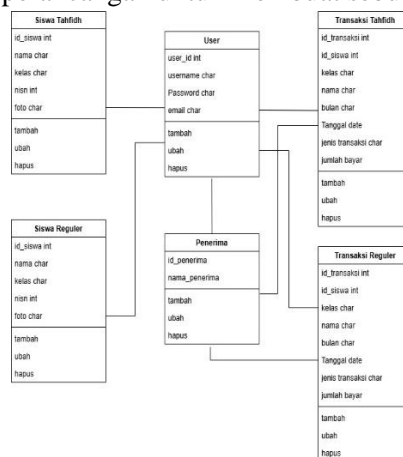 Siswa Tahfidh
id_siswa int
nama char
kelas char
nisn int
foto char
tambah
ubah
hapus
User
user_id int
username char
Password char
email char
tambah
ubah
hapus
Transaksi Tahfidh
id_transaksi int
id_siswa int
kelas char
nama char
bulan char
Tanggal date
jenis transaksi char
jumlah bayar
tambah
ubah
hapus
Siswa Reguler
id_siswa int
nama char
kelas char
nisn int
foto char
tambah
ubah
hapus
Penerima
id_penerima
nama_penerima
tambah
ubah
hapus
Transaksi Reguler
id_transaksi int
id_siswa int
kelas char
nama char
bulan char
Tanggal date
jenis transaksi char
jumlah bayar
tambah
ubah
hapus